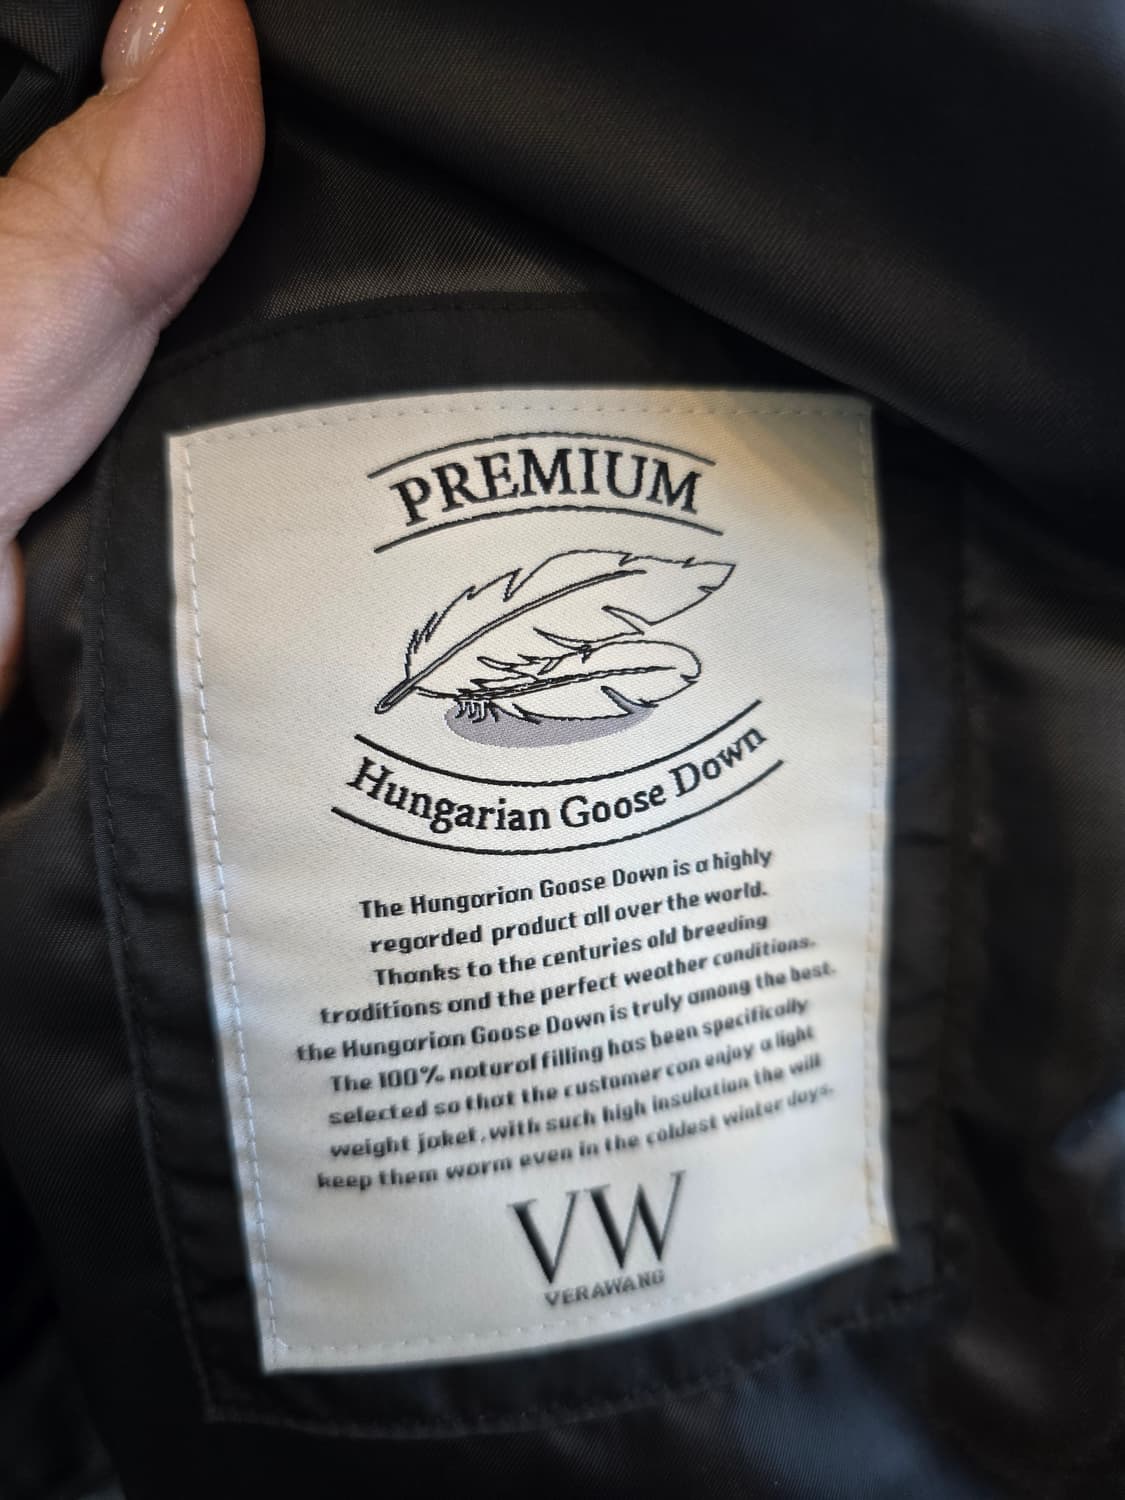 PREMIUM
Hungarian Goose Down
The Hungarian Goose Down is a highly
regarded product all over the world.
Thanks to the centuries old breeding
traditions and the perfect weather conditions.
the Hungarian Goose Down is truly among the best.
The 100% natural filling has been specifically
selected so that the customer can enjoy a light
weight jaket, with such high insulation the will
keep them warm even in the coldest winter days.
VW
VERAWANG